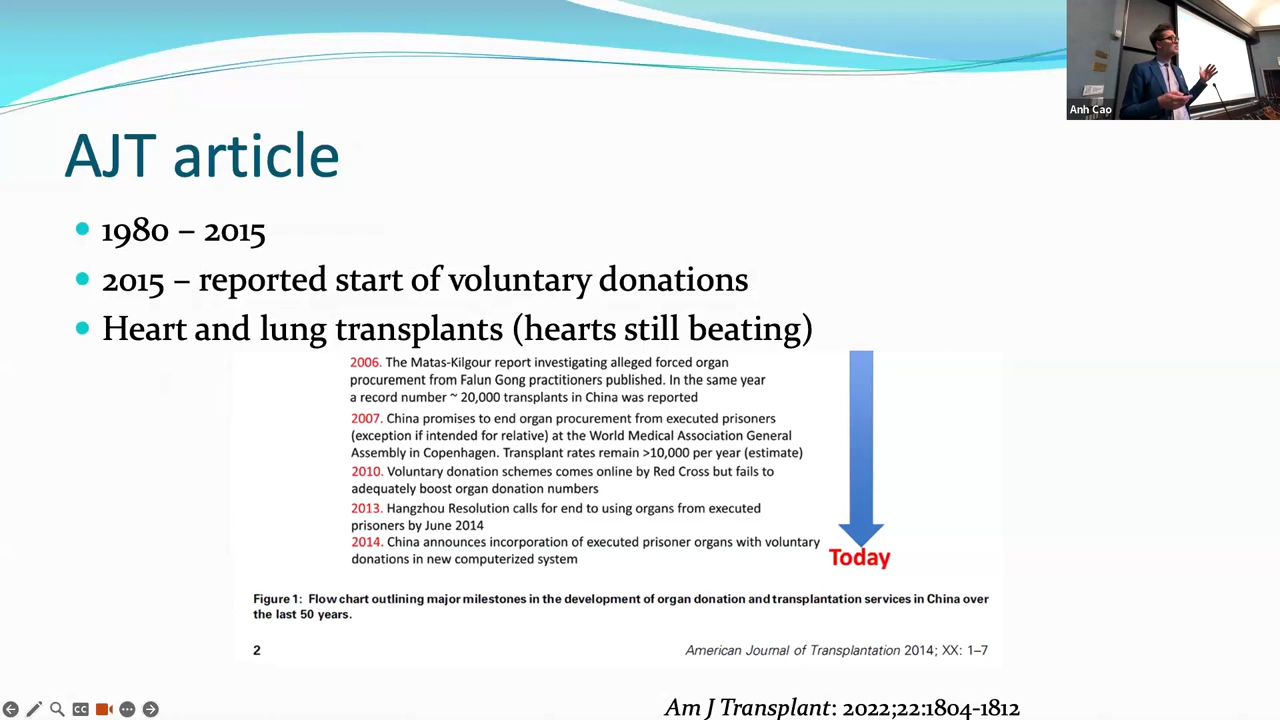 Anh Cao
AJT article
• 1980 – 2015
• 2015 – reported start of voluntary donations
• Heart and lung transplants (hearts still beating)
2006. The Matas-Kilgour report investigating alleged forced organ
procurement from Falun Gong practitioners published. In the same year
a record number ~ 20,000 transplants in China was reported
2007. China promises to end organ procurement from executed prisoners
(exception if intended for relative) at the World Medical Association General
Assembly in Copenhagen. Transplant rates remain >10,000 per year (estimate)
2010. Voluntary donation schemes comes online by Red Cross but fails to
adequately boost organ donation numbers
2013. Hangzhou Resolution calls for end to using organs from executed
prisoners by June 2014
2014. China announces incorporation of executed prisoner organs with voluntary
donations in new computerized system
Today
Figure 1: Flow chart outlining major milestones in the development of organ donation and transplantation services in China over
the last 50 years.
2
American Journal of Transplantation 2014; XX: 1–7
Am J Transplant: 2022;22:1804-1812